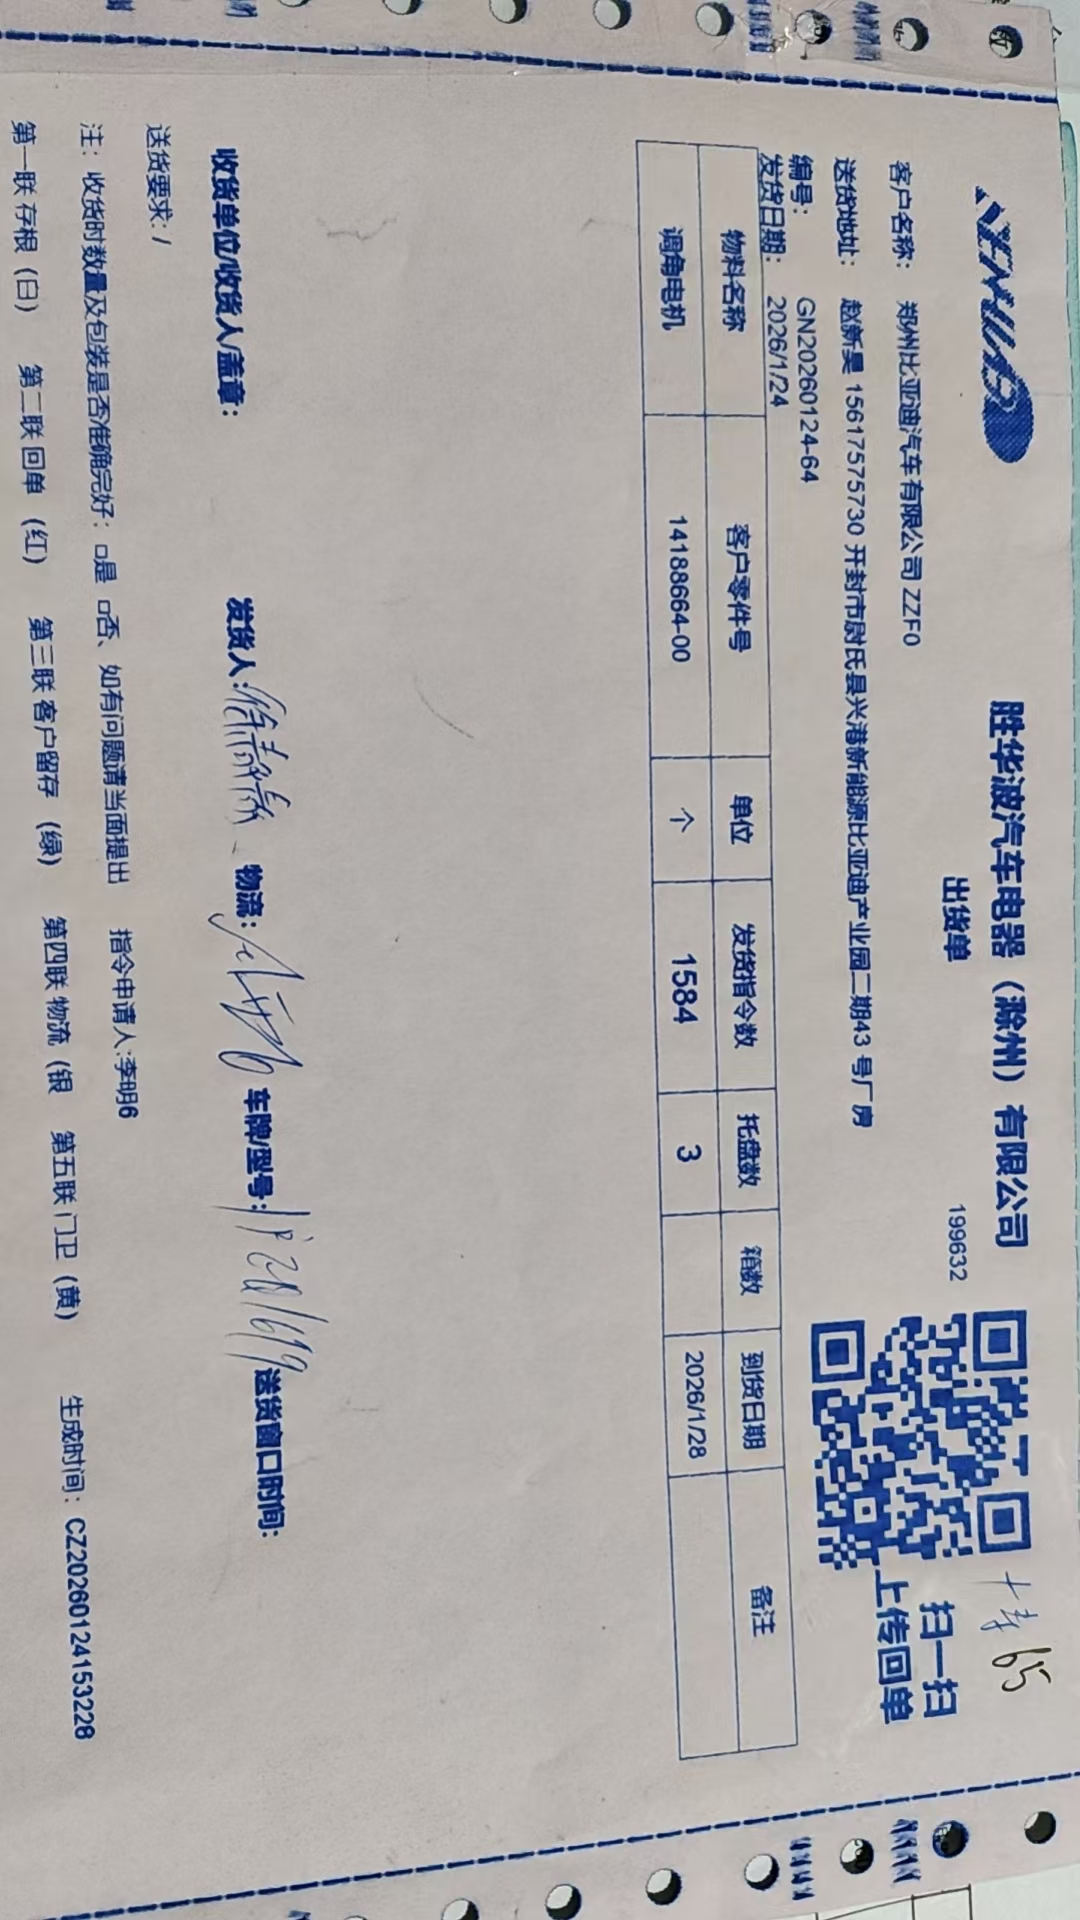 SHENGHUABO
胜华波汽车电器（滁州）有限公司
出货单
199632
65
扫一扫
上传回单
客户名称： 郑州比亚迪汽车有限公司 ZZF0
送货地址： 赵新昊 15617575730 开封市尉氏县兴港新能源比亚迪产业园二期43 号厂房
编号： GN20260124-64
发货日期： 2026/1/24
物料名称 客户零件号 单位 发货指令数 托盘数 箱数 到货日期 备注
调角电机 14188664-00 个 1584 3 2026/1/28
收货单位/收货人/盖章： 发货人： 物流： 车牌/型号： 送货窗口时间：
送货要求：/
注：收货时数量及包装是否准确完好：□是 □否、如有问题请当面提出 指令申请人:李明6
第一联 存根（白） 第二联 回单（红） 第三联 客户留存（绿） 第四联 物流（银 第五联 门卫（黄） 生成时间：CZ20260124153228